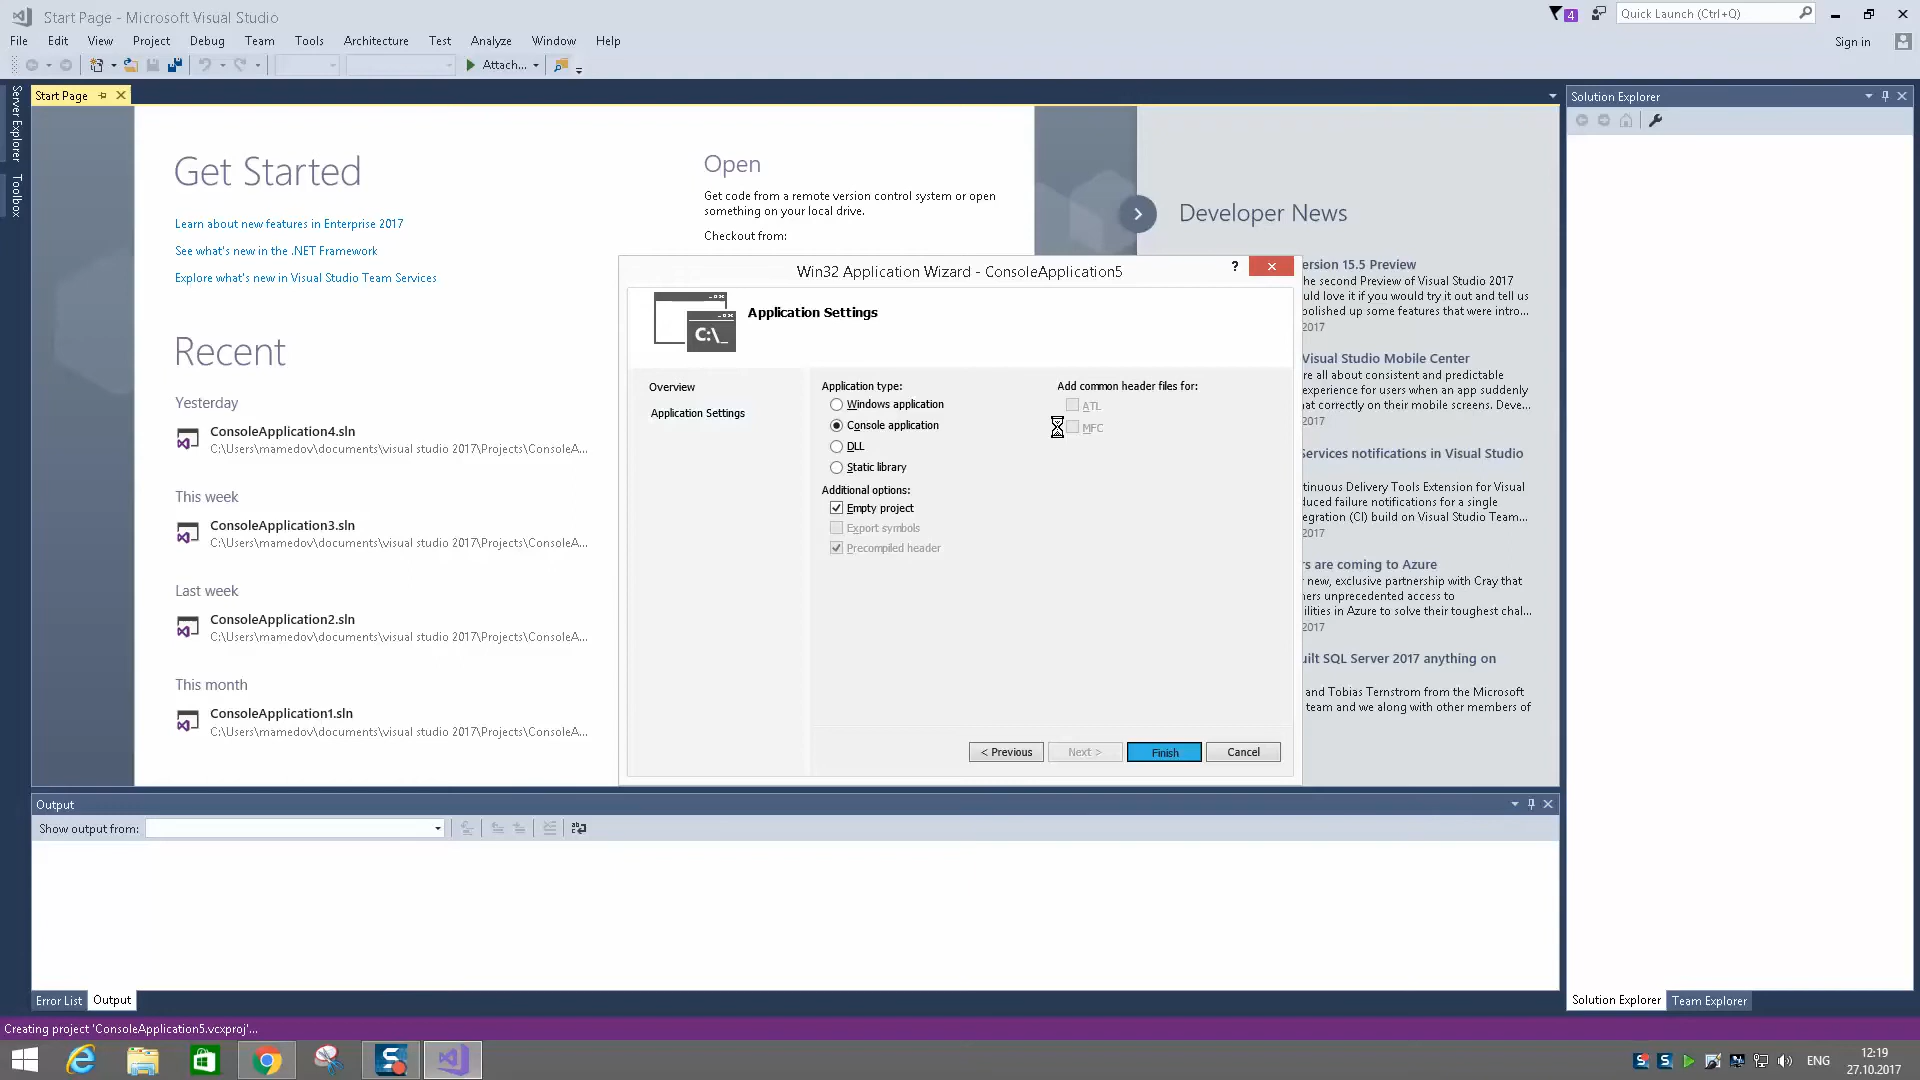 Start Page - Microsoft Visual Studio
4
Quick Launch (Ctrl+Q)
File Edit View Project Debug Team Tools Architecture Test Analyze Window Help
Sign in
Attach...
Server Explorer
Toolbox
Start Page
Get Started
Learn about new features in Enterprise 2017
See what's new in the .NET Framework
Explore what's new in Visual Studio Team Services
Recent
Yesterday
ConsoleApplication4.sln
C:\Users\mamedov\documents\visual studio 2017\Projects\ConsoleA...
This week
ConsoleApplication3.sln
C:\Users\mamedov\documents\visual studio 2017\Projects\ConsoleA...
Last week
ConsoleApplication2.sln
C:\Users\mamedov\documents\visual studio 2017\Projects\ConsoleA...
This month
ConsoleApplication1.sln
C:\Users\mamedov\documents\visual studio 2017\Projects\ConsoleA...
Open
Get code from a remote version control system or open
something on your local drive.
Checkout from:
Win32 Application Wizard - ConsoleApplication5
?
C:\_
Application Settings
Overview
Application Settings
Application type:
Windows application
Console application
DLL
Static library
Additional options:
Empty project
Export symbols
Precompiled header
Add common header files for:
ATL
MFC
< Previous
Next >
Finish
Cancel
Developer News
ersion 15.5 Preview
he second Preview of Visual Studio 2017
uld love it if you would try it out and tell us
polished up some features that were intro...
2017
Visual Studio Mobile Center
re all about consistent and predictable
experience for users when an app suddenly
hat correctly on their mobile screens. Deve...
2017
Services notifications in Visual Studio
tinuous Delivery Tools Extension for Visual
duced failure notifications for a single
egration (CI) build on Visual Studio Team...
2017
rs are coming to Azure
r new, exclusive partnership with Cray that
mers unprecedented access to
ilities in Azure to solve their toughest chal...
2017
uilt SQL Server 2017 anything on
and Tobias Ternstrom from the Microsoft
team and we along with other members of
Solution Explorer
Output
Show output from:
Error List Output
Solution Explorer Team Explorer
Creating project 'ConsoleApplication5.vcxproj'...
ENG
12:19
27.10.2017